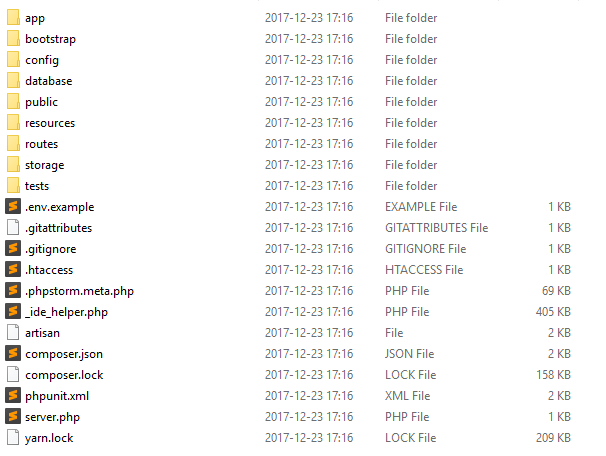 app 2017-12-23 17:16 File folder
bootstrap 2017-12-23 17:16 File folder
config 2017-12-23 17:16 File folder
database 2017-12-23 17:16 File folder
public 2017-12-23 17:16 File folder
resources 2017-12-23 17:16 File folder
routes 2017-12-23 17:16 File folder
storage 2017-12-23 17:16 File folder
tests 2017-12-23 17:16 File folder
.env.example 2017-12-23 17:16 EXAMPLE File 1 KB
.gitattributes 2017-12-23 17:16 GITATTRIBUTES File 1 KB
.gitignore 2017-12-23 17:16 GITIGNORE File 1 KB
.htaccess 2017-12-23 17:16 HTACCESS File 1 KB
.phpstorm.meta.php 2017-12-23 17:16 PHP File 69 KB
_ide_helper.php 2017-12-23 17:16 PHP File 405 KB
artisan 2017-12-23 17:16 File 2 KB
composer.json 2017-12-23 17:16 JSON File 2 KB
composer.lock 2017-12-23 17:16 LOCK File 158 KB
phpunit.xml 2017-12-23 17:16 XML File 2 KB
server.php 2017-12-23 17:16 PHP File 1 KB
yarn.lock 2017-12-23 17:16 LOCK File 209 KB